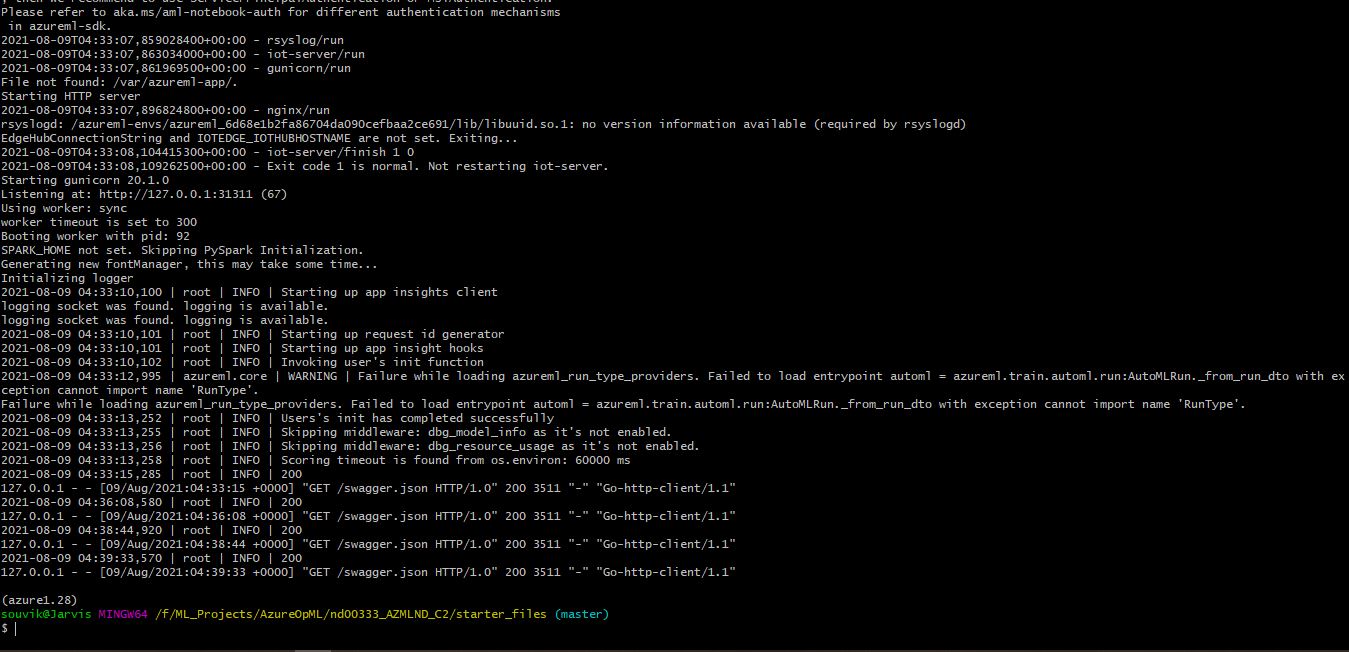 , then we recommend to use ServicePrincipalAuthentication or MSIAuthentication.
Please refer to aka.ms/aml-notebook-auth for different authentication mechanisms
 in azureml-sdk.
2021-08-09T04:33:07,859028400+00:00 - rsyslog/run
2021-08-09T04:33:07,863034000+00:00 - iot-server/run
2021-08-09T04:33:07,861969500+00:00 - gunicorn/run
File not found: /var/azureml-app/.
Starting HTTP server
2021-08-09T04:33:07,896824800+00:00 - nginx/run
rsyslogd: /azureml-envs/azureml_6d68e1b2fa86704da090cefbaa2ce691/lib/libuuid.so.1: no version information available (required by rsyslogd)
EdgeHubConnectionString and IOTEDGE_IOTHUBHOSTNAME are not set. Exiting...
2021-08-09T04:33:08,104415300+00:00 - iot-server/finish 1 0
2021-08-09T04:33:08,109262500+00:00 - Exit code 1 is normal. Not restarting iot-server.
Starting gunicorn 20.1.0
Listening at: http://127.0.0.1:31311 (67)
Using worker: sync
worker timeout is set to 300
Booting worker with pid: 92
SPARK_HOME not set. Skipping PySpark Initialization.
Generating new fontManager, this may take some time...
Initializing logger
2021-08-09 04:33:10,100 | root | INFO | Starting up app insights client
logging socket was found. logging is available.
logging socket was found. logging is available.
2021-08-09 04:33:10,101 | root | INFO | Starting up request id generator
2021-08-09 04:33:10,101 | root | INFO | Starting up app insight hooks
2021-08-09 04:33:10,102 | root | INFO | Invoking user's init function
2021-08-09 04:33:12,995 | azureml.core | WARNING | Failure while loading azureml_run_type_providers. Failed to load entrypoint automl = azureml.train.automl.run:AutoMLRun._from_run_dto with ex
ception cannot import name 'RunType'.
Failure while loading azureml_run_type_providers. Failed to load entrypoint automl = azureml.train.automl.run:AutoMLRun._from_run_dto with exception cannot import name 'RunType'.
2021-08-09 04:33:13,252 | root | INFO | Users's init has completed successfully
2021-08-09 04:33:13,255 | root | INFO | Skipping middleware: dbg_model_info as it's not enabled.
2021-08-09 04:33:13,256 | root | INFO | Skipping middleware: dbg_resource_usage as it's not enabled.
2021-08-09 04:33:13,258 | root | INFO | Scoring timeout is found from os.environ: 60000 ms
2021-08-09 04:33:15,285 | root | INFO | 200
127.0.0.1 - - [09/Aug/2021:04:33:15 +0000] "GET /swagger.json HTTP/1.0" 200 3511 "-" "Go-http-client/1.1"
2021-08-09 04:36:08,580 | root | INFO | 200
127.0.0.1 - - [09/Aug/2021:04:36:08 +0000] "GET /swagger.json HTTP/1.0" 200 3511 "-" "Go-http-client/1.1"
2021-08-09 04:38:44,920 | root | INFO | 200
127.0.0.1 - - [09/Aug/2021:04:38:44 +0000] "GET /swagger.json HTTP/1.0" 200 3511 "-" "Go-http-client/1.1"
2021-08-09 04:39:33,570 | root | INFO | 200
127.0.0.1 - - [09/Aug/2021:04:39:33 +0000] "GET /swagger.json HTTP/1.0" 200 3511 "-" "Go-http-client/1.1"
(azure1.28)
souvik@Jarvis MINGW64 /f/ML_Projects/AzureOpML/nd00333_AZMLND_C2/starter_files (master)
$